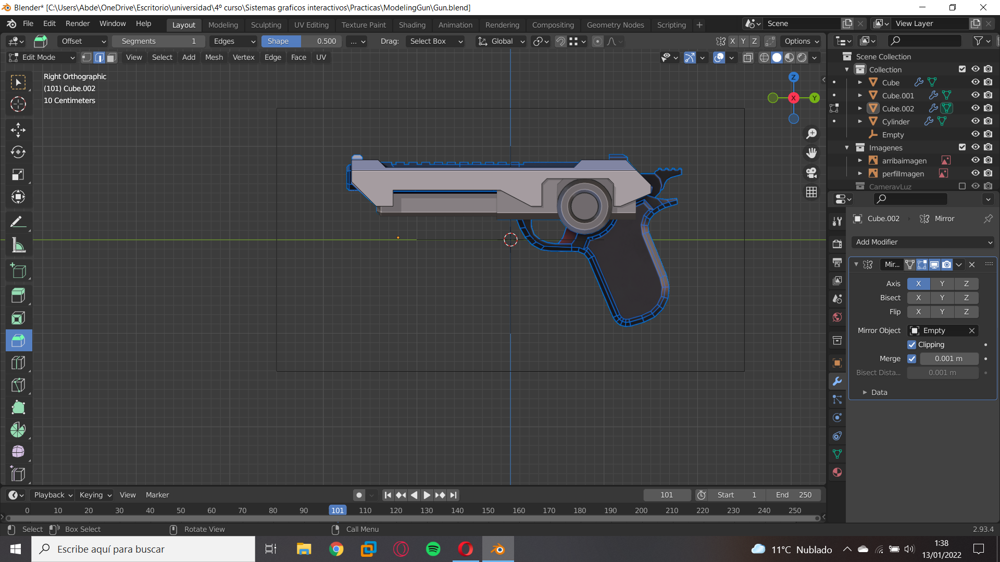 Blender* [C:\Users\Abde\OneDrive\Escritorio\universidad\4º curso\Sistemas graficos interactivos\Practicas\ModelingGun\Gun.blend]
File Edit Render Window Help Layout Modeling Sculpting UV Editing Texture Paint Shading Animation Rendering Compositing Geometry Nodes Scripting + Scene View Layer
Offset Segments 1 Edges Shape 0.500 ... Drag: Select Box Global X Y Z Options
Edit Mode View Select Add Mesh Vertex Edge Face UV
Right Orthographic
(101) Cube.002
10 Centimeters
Z
X
Y
Scene Collection
Collection
Cube
Cube.001
Cube.002
Cylinder
Empty
Imagenes
arribaimagen
perfilImagen
CameravLuz
Cube.002 Mirror
Add Modifier
Mir...
Axis X Y Z
Bisect X Y Z
Flip X Y Z
Mirror Object Empty
Clipping
Merge 0.001 m
Bisect Dista... 0.001 m
Data
Playback Keying View Marker 101 Start 1 End 250
0 10 20 30 40 50 60 70 80 90 101 110 120 130 140 150 160 170 180 190 200 210 220 230 240 250
Select Box Select Rotate View Call Menu 2.93.4
Escribe aquí para buscar
11°C Nublado
1:38
13/01/2022